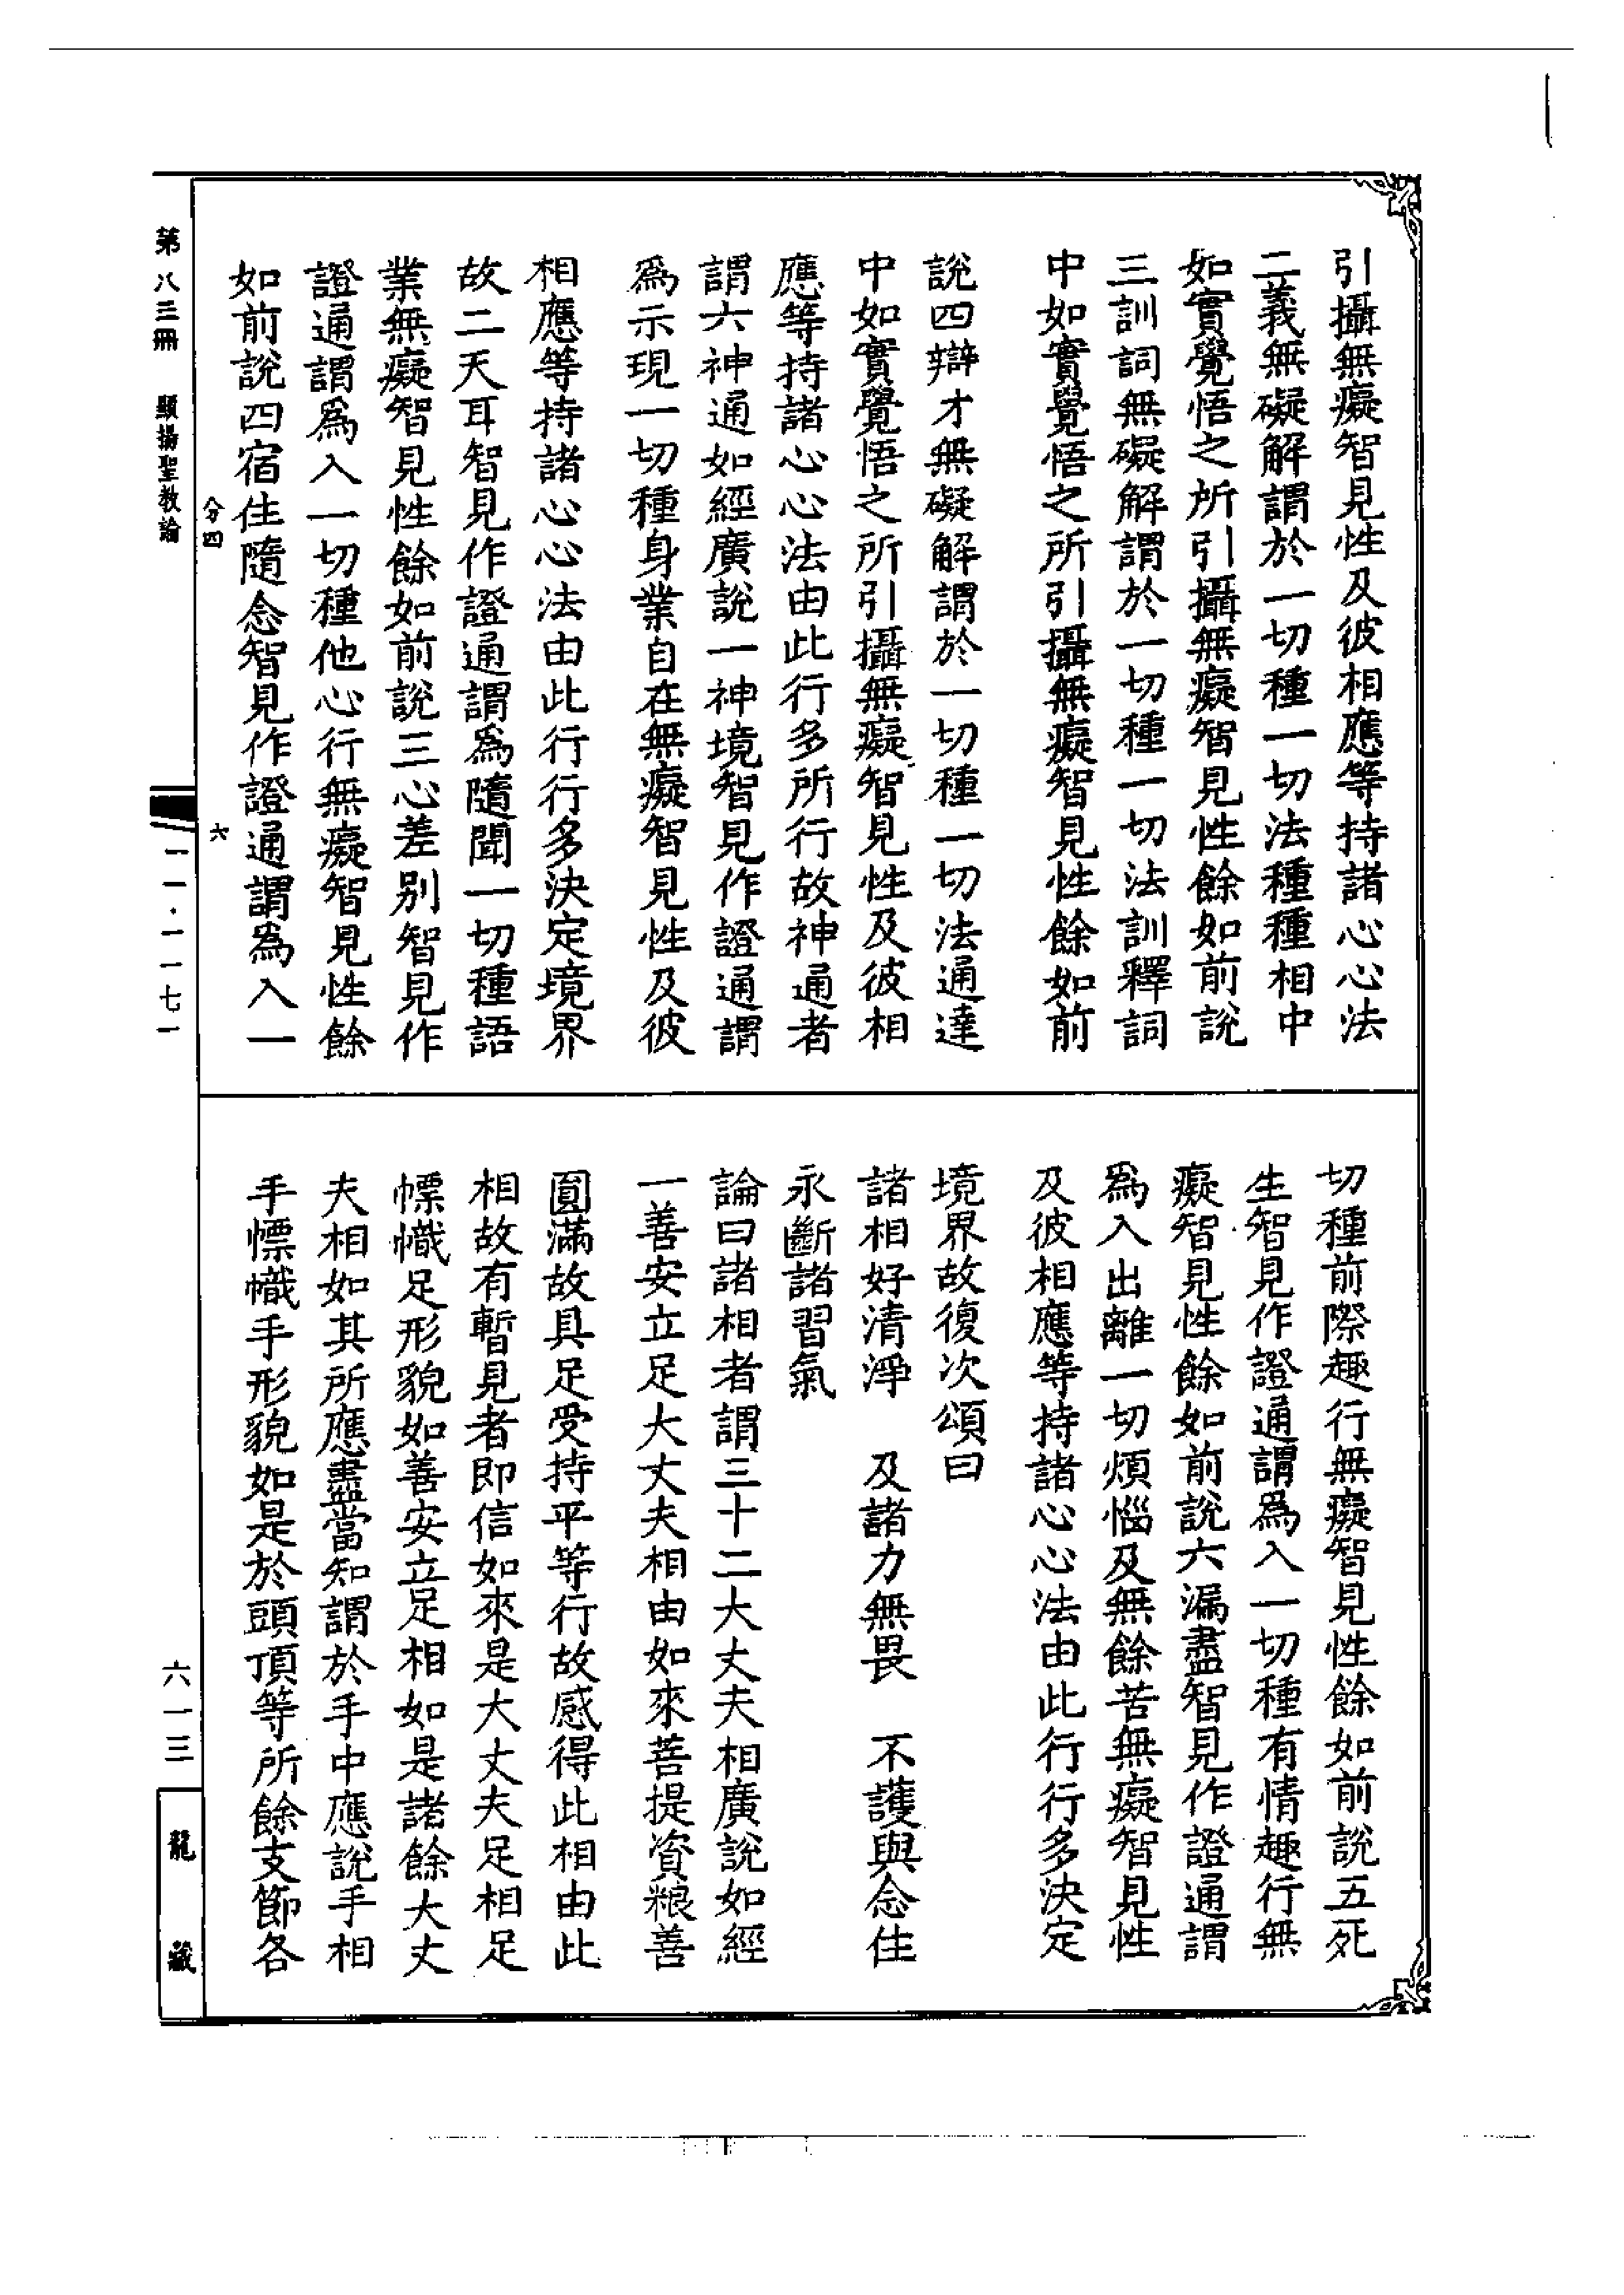 引攝無癡智見性及彼相應等持諸心心法
二義無礙解謂於一切種一切法種種相中
如實覺悟之所引攝無癡智見性餘如前說
三訓詞無礙解謂於一切種一切法訓釋詞
中如實覺悟之所引攝無癡智見性餘如前
說四辯才無礙解謂於一切種一切法通達
中如實覺悟之所引攝無癡智見性及彼相
應等持諸心心法由此行多所行故神通者
謂六神通如經廣說一神境智見作證通謂
爲示現一切種身業自在無癡智見性及彼
相應等持諸心心法由此行行多決定境界
故二天耳智見作證通謂爲隨聞一切種語
業無癡智見性餘如前說三心差别智見作
證通謂爲入一切種他心行無癡智見性餘
如前說四宿住隨念智見作證通謂爲入一
切種前際趣行無癡智見性餘如前說五死
生智見作證通謂爲入一切種有情趣行無
癡智見性餘如前說六漏盡智見作證通謂
爲入出離一切煩惱及無餘苦無癡智見性
及彼相應等持諸心心法由此行行多決定
境界故復次頌曰
諸相好清淨　及諸力無畏　不護與念住
永斷諸習氣
論曰諸相者謂三十二大丈夫相廣說如經
一善安立足大丈夫相由如來菩提資粮善
圓滿故具足受持平等行故感得此相由此
相故有暫見者即信如來是大丈夫足相足
幖幟足形貌如善安立足相如是諸餘大丈
夫相如其所應盡當知謂於手中應說手相
手幖幟手形貌如是於頭頂等所餘支節各
分四
六
第八三冊　顯揚聖教論
一一·一一七一
六一三
龍藏